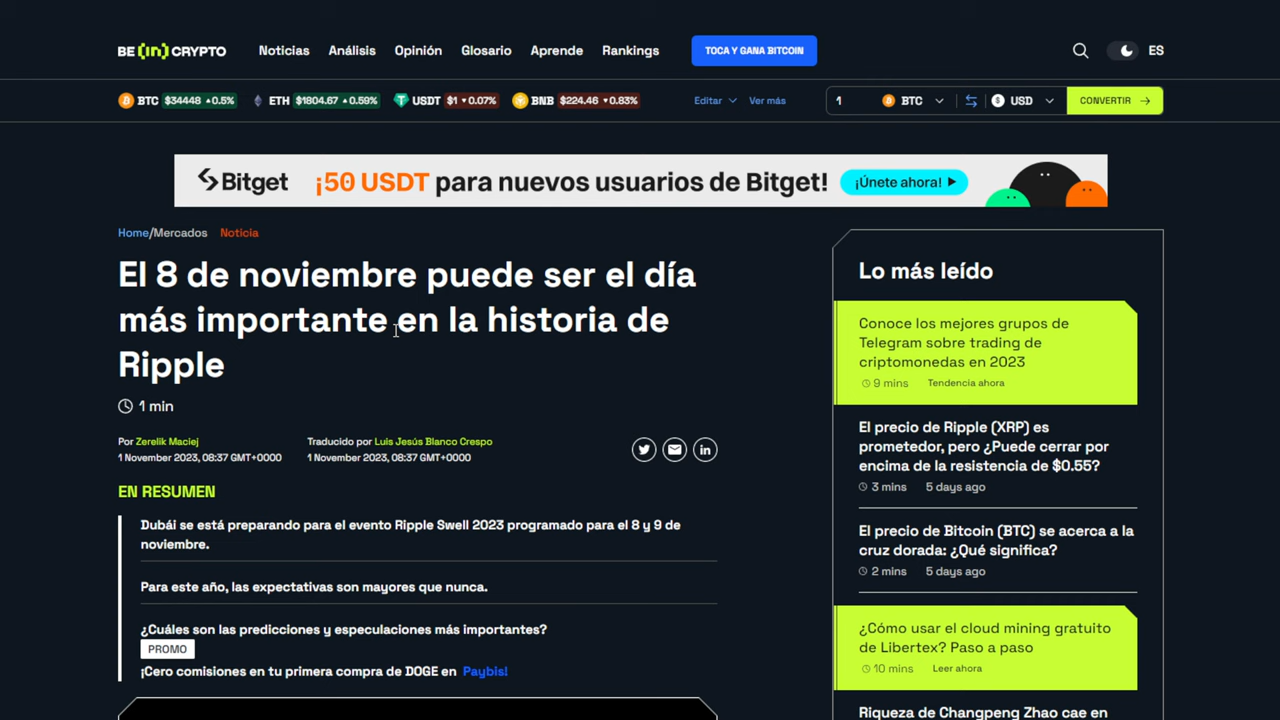 BE[IN]CRYPTO Noticias Análisis Opinión Glosario Aprende Rankings TOCA Y GANA BITCOIN ES
BTC $34448 ▲0.5% ETH $1804.67 ▲0.59% USDT $1 ▼0.07% BNB $224.46 ▼0.83% Editar Ver más 1 BTC USD CONVERTIR →
Bitget ¡50 USDT para nuevos usuarios de Bitget! ¡Únete ahora! ▶
Home/Mercados Noticia
El 8 de noviembre puede ser el día
más importante en la historia de
Ripple
1 min
Por Zerelik Maciej
1 November 2023, 08:37 GMT+0000
Traducido por Luis Jesús Blanco Crespo
1 November 2023, 08:37 GMT+0000
in
EN RESUMEN
Dubái se está preparando para el evento Ripple Swell 2023 programado para el 8 y 9 de
noviembre.
Para este año, las expectativas son mayores que nunca.
¿Cuáles son las predicciones y especulaciones más importantes?
PROMO
¡Cero comisiones en tu primera compra de DOGE en Paybis!
Lo más leído
Conoce los mejores grupos de
Telegram sobre trading de
criptomonedas en 2023
9 mins Tendencia ahora
El precio de Ripple (XRP) es
prometedor, pero ¿Puede cerrar por
encima de la resistencia de $0.55?
3 mins 5 days ago
El precio de Bitcoin (BTC) se acerca a la
cruz dorada: ¿Qué significa?
2 mins 5 days ago
¿Cómo usar el cloud mining gratuito
de Libertex? Paso a paso
10 mins Leer ahora
Riqueza de Changpeng Zhao cae en